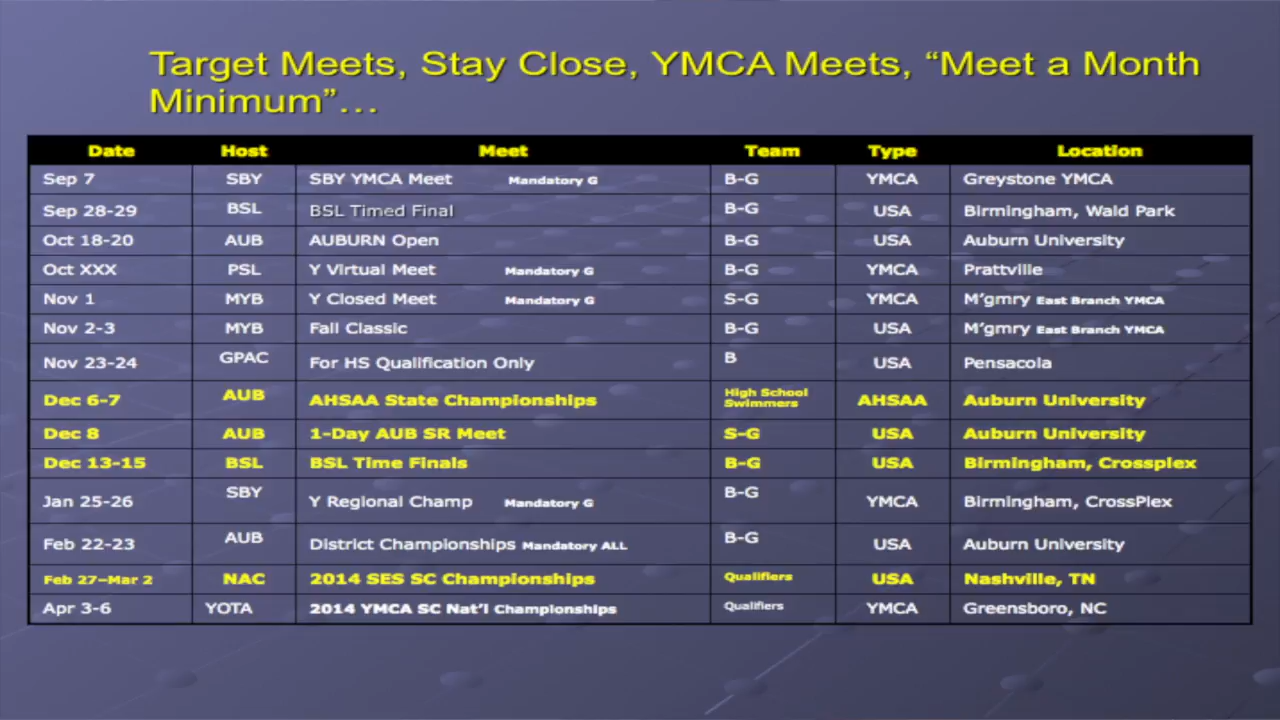 Target Meets, Stay Close, YMCA Meets, “Meet a Month
Minimum”...
Date Host Meet Team Type Location
Sep 7 SBY SBY YMCA Meet Mandatory G B-G YMCA Greystone YMCA
Sep 28-29 BSL BSL Timed Final B-G USA Birmingham, Wald Park
Oct 18-20 AUB AUBURN Open B-G USA Auburn University
Oct XXX PSL Y Virtual Meet Mandatory G B-G YMCA Prattville
Nov 1 MYB Y Closed Meet Mandatory G S-G YMCA M’gmry East Branch YMCA
Nov 2-3 MYB Fall Classic B-G USA M’gmry East Branch YMCA
Nov 23-24 GPAC For HS Qualification Only B USA Pensacola
Dec 6-7 AUB AHSAA State Championships High School Swimmers AHSAA Auburn University
Dec 8 AUB 1-Day AUB SR Meet S-G USA Auburn University
Dec 13-15 BSL BSL Time Finals B-G USA Birmingham, Crossplex
Jan 25-26 SBY Y Regional Champ Mandatory G B-G YMCA Birmingham, CrossPlex
Feb 22-23 AUB District Championships Mandatory ALL B-G USA Auburn University
Feb 27–Mar 2 NAC 2014 SES SC Championships Qualifiers USA Nashville, TN
Apr 3-6 YOTA 2014 YMCA SC Nat’l Championships Qualifiers YMCA Greensboro, NC